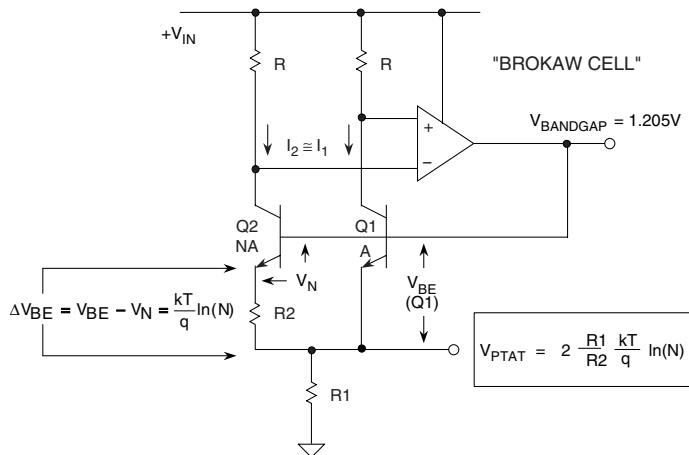 +VIN
R
R
"BROKAW CELL"
+
−
VBANDGAP = 1.205V
I2 ≅ I1
Q2
NA
Q1
A
VN
VBE
(Q1)
ΔVBE = VBE − VN = kT/q ln(N)
R2
VPTAT = 2 R1/R2 kT/q ln(N)
R1